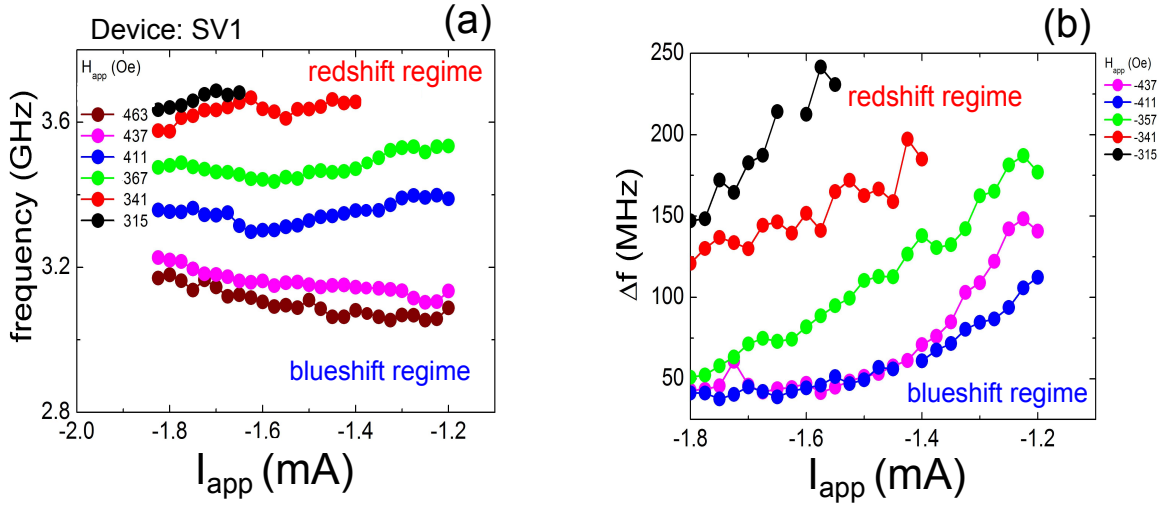 Device: SV1
(a)
H_app (Oe)
463
437
411
367
341
315
redshift regime
blueshift regime
frequency (GHz)
3.6
3.2
2.8
-2.0
-1.8
-1.6
-1.4
-1.2
I_app (mA)
(b)
H_app (Oe)
-437
-411
-357
-341
-315
redshift regime
blueshift regime
Δf (MHz)
250
200
150
100
50
-1.8
-1.6
-1.4
-1.2
I_app (mA)